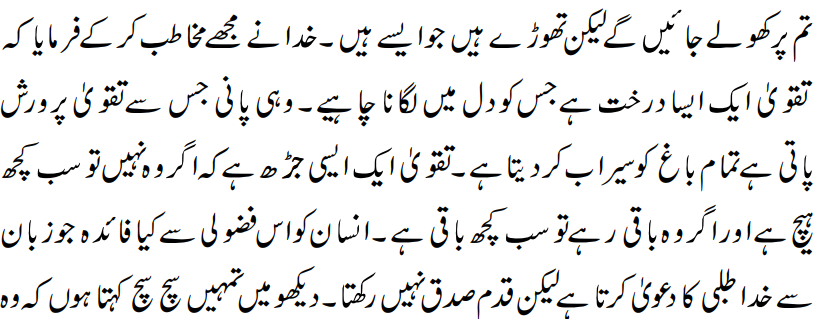 تم پر کھولے جائیں گے لیکن تھوڑے ہیں جو ایسے ہیں۔ خدا نے مجھے مخاطب کر کے فرمایا کہ
تقویٰ ایک ایسا درخت ہے جس کو دل میں لگانا چاہیے۔ وہی پانی جس سے تقویٰ پرورش
پاتی ہے تمام باغ کو سیراب کر دیتا ہے۔ تقویٰ ایک ایسی جڑھ ہے کہ اگر وہ نہیں تو سب کچھ
ہیچ ہے اور اگر وہ باقی رہے تو سب کچھ باقی ہے۔ انسان کو اس فضولی سے کیا فائدہ جو زبان
سے خدا طلبی کا دعویٰ کرتا ہے لیکن قدم صدق نہیں رکھتا۔ دیکھو میں تمہیں سچ سچ کہتا ہوں کہ وہ